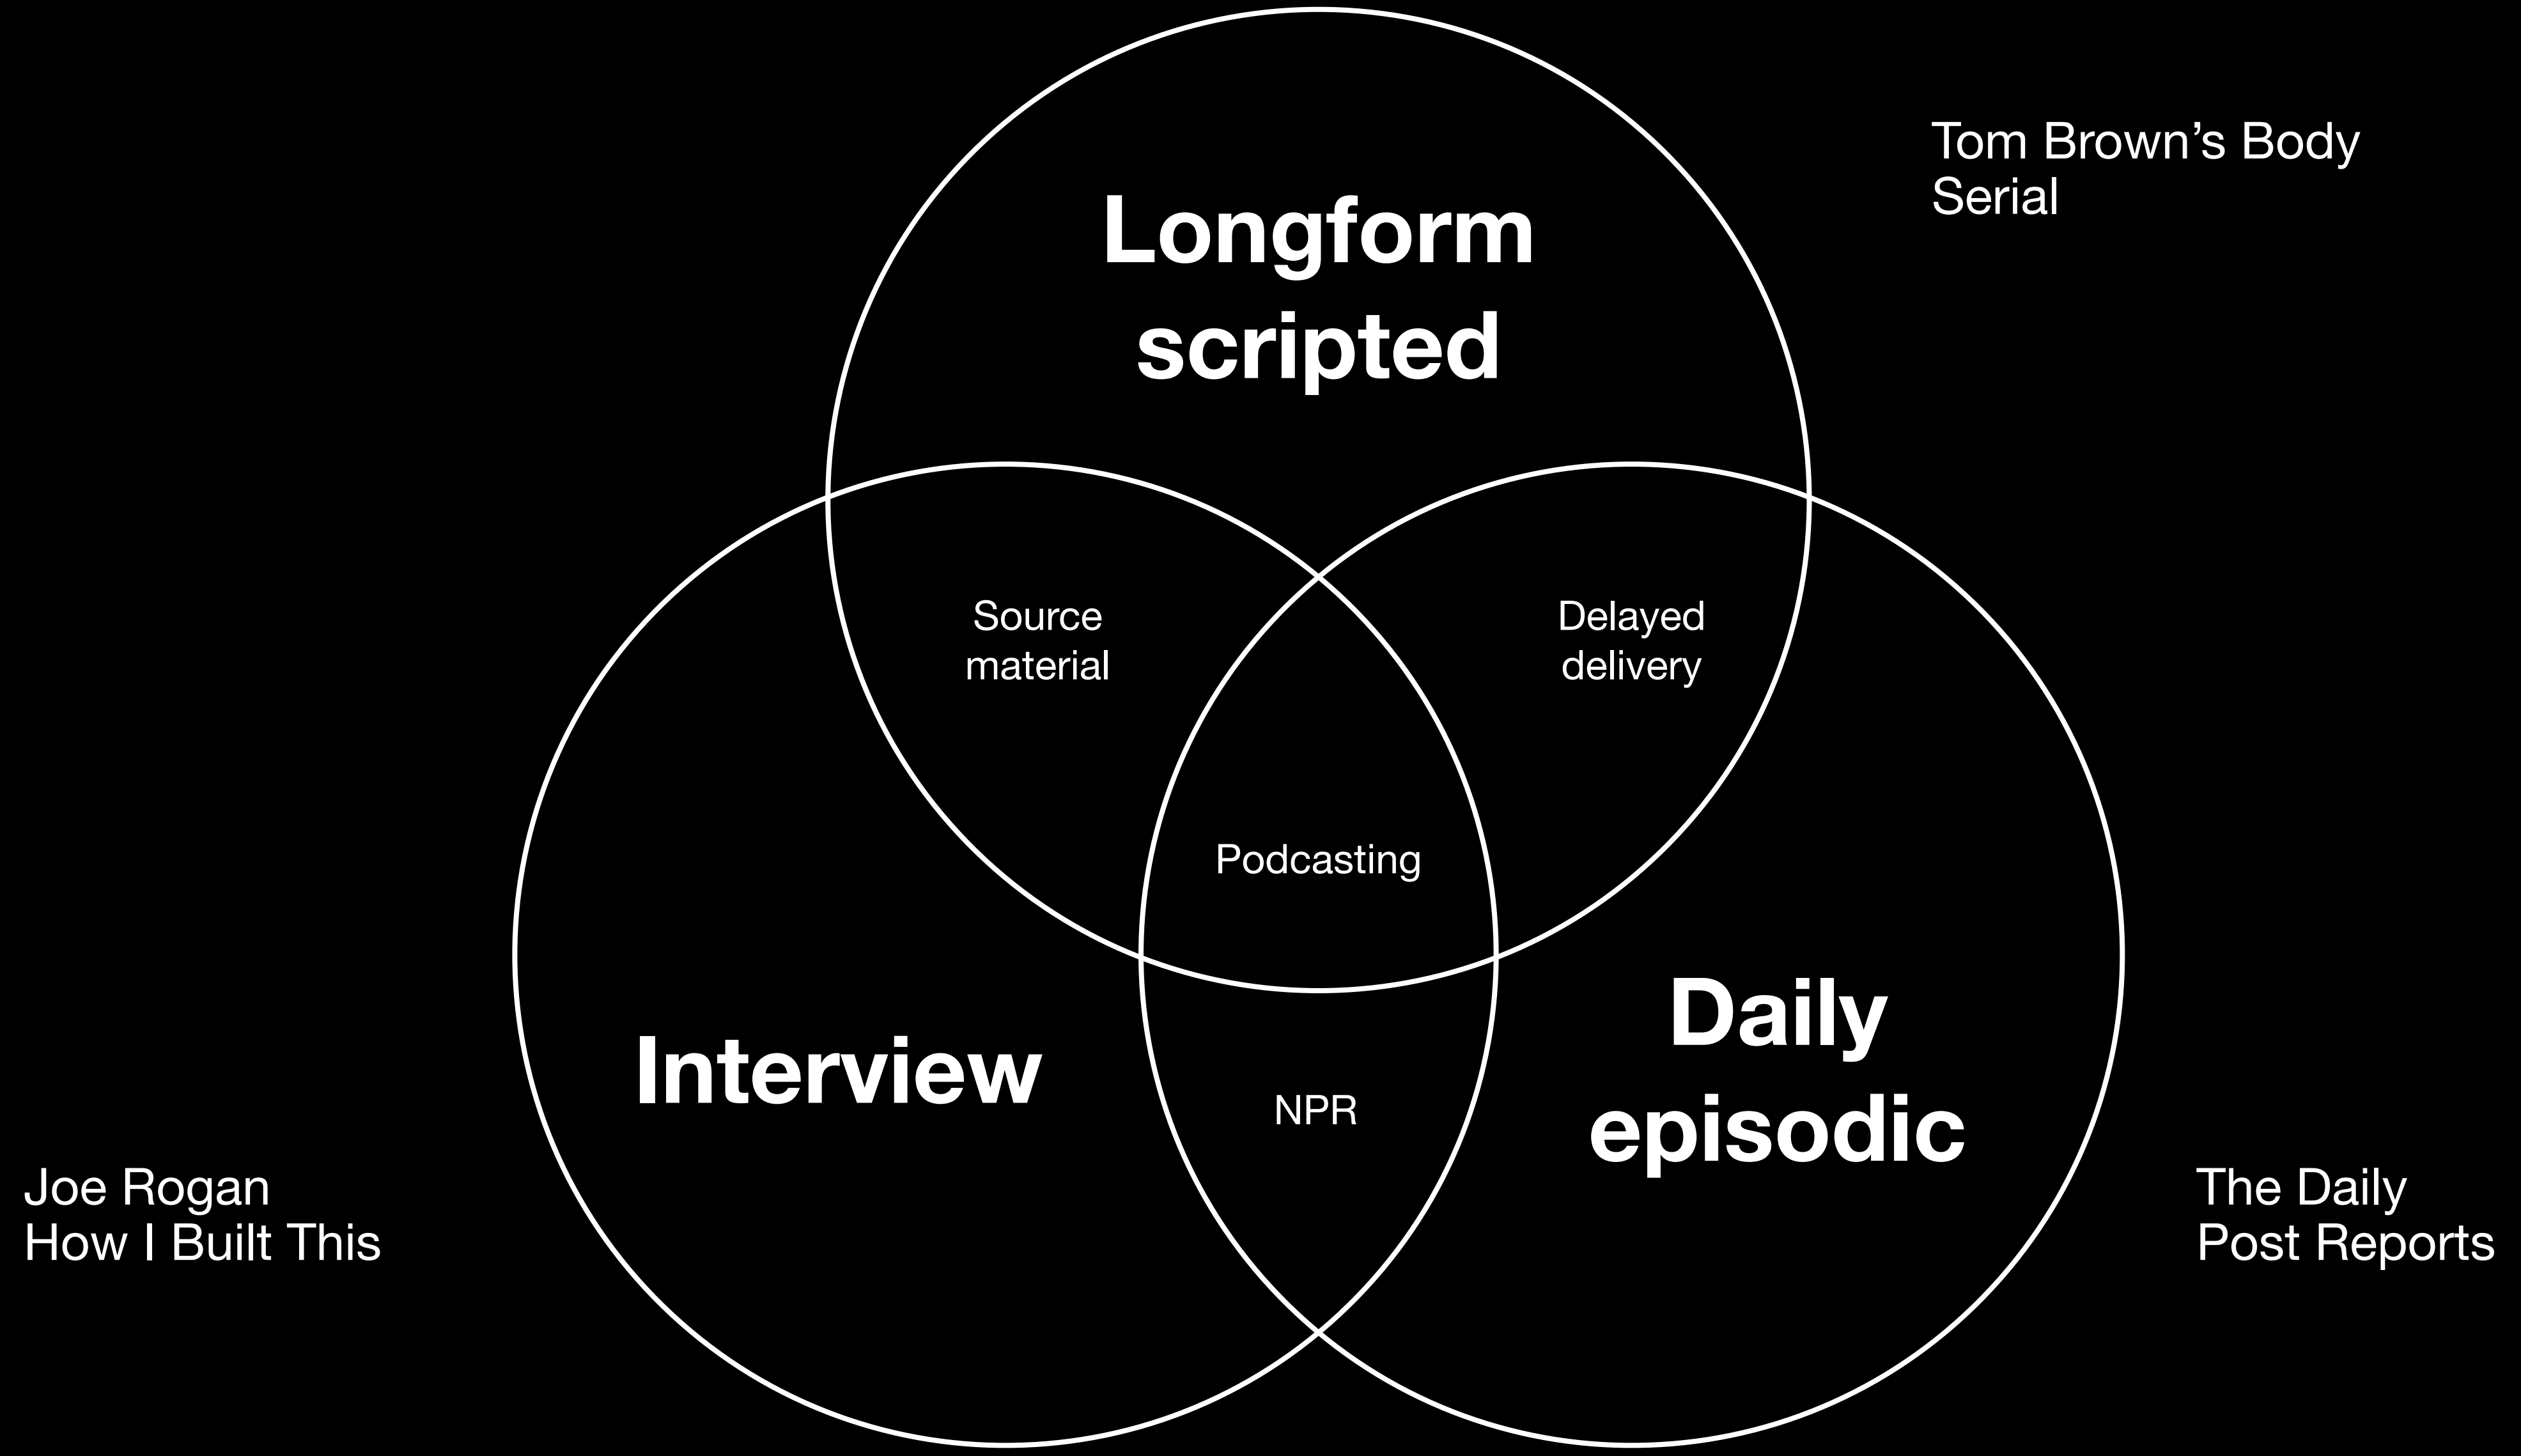 Tom Brown’s Body
Serial
Longform
scripted
Source
material
Delayed
delivery
Podcasting
Interview
Daily
episodic
NPR
Joe Rogan
How I Built This
The Daily
Post Reports